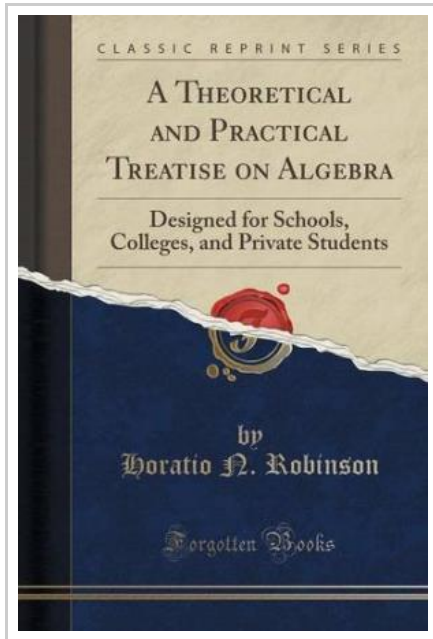 CLASSIC REPRINT SERIES
A THEORETICAL
AND PRACTICAL
TREATISE ON ALGEBRA
Designed for Schools,
Colleges, and Private Students
by
Horatio N. Robinson
Forgotten Books